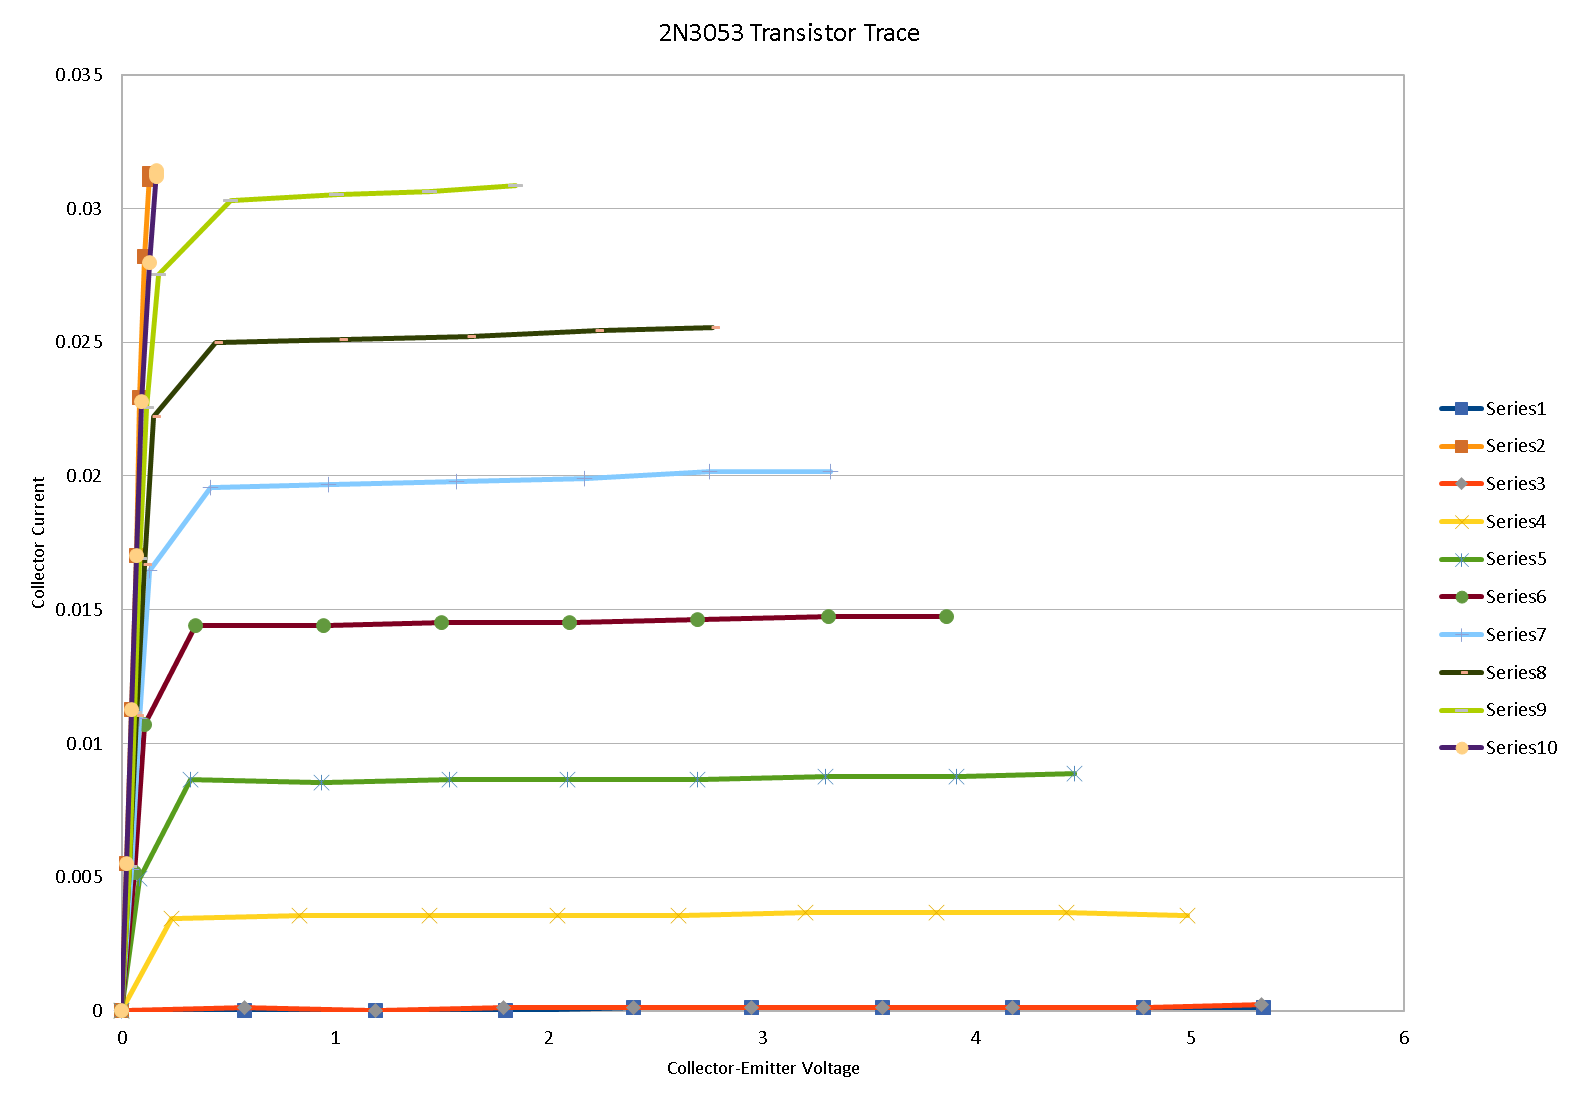 2N3053 Transistor Trace
0.035
0.03
0.025
0.02
0.015
0.01
0.005
0
Collector Current
0 1 2 3 4 5 6
Collector-Emitter Voltage
Series1
Series2
Series3
Series4
Series5
Series6
Series7
Series8
Series9
Series10